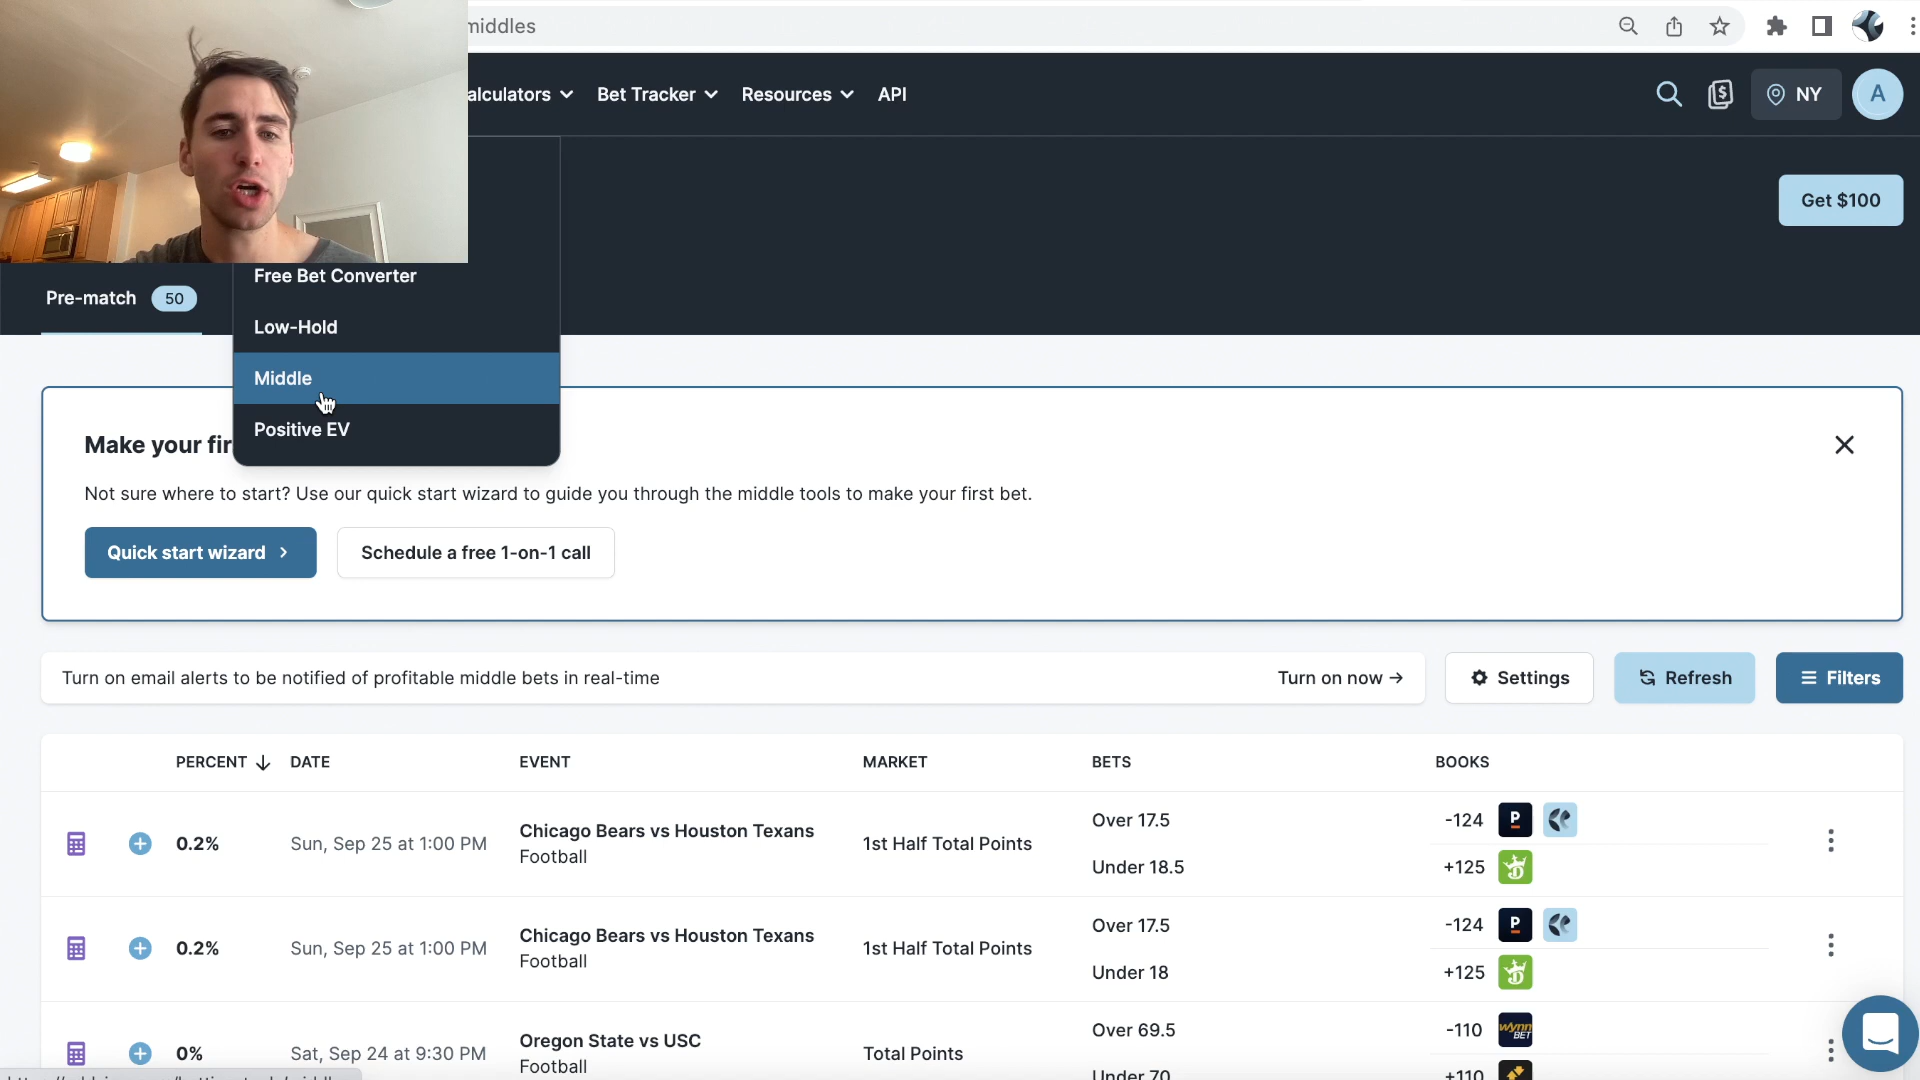 middles
alculators
Bet Tracker
Resources
API
NY
A
Get $100
Free Bet Converter
Pre-match 50
Low-Hold
Middle
Positive EV
Make your fir
Not sure where to start? Use our quick start wizard to guide you through the middle tools to make your first bet.
Quick start wizard
Schedule a free 1-on-1 call
Turn on email alerts to be notified of profitable middle bets in real-time
Turn on now →
Settings
Refresh
Filters
PERCENT ↓ DATE EVENT MARKET BETS BOOKS
0.2% Sun, Sep 25 at 1:00 PM Chicago Bears vs Houston Texans 1st Half Total Points
Football
Over 17.5 -124 P
Under 18.5 +125
0.2% Sun, Sep 25 at 1:00 PM Chicago Bears vs Houston Texans 1st Half Total Points
Football
Over 17.5 -124 P
Under 18 +125
0% Sat, Sep 24 at 9:30 PM Oregon State vs USC Total Points
Football
Over 69.5 -110 WYNN BET
Under 70 +110